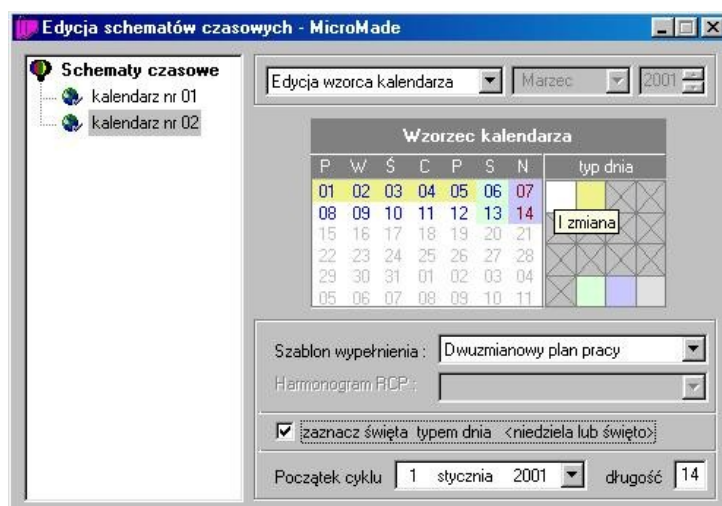 Edycja schematów czasowych - MicroMade
Schematy czasowe
kalendarz nr 01
kalendarz nr 02
Edycja wzorca kalendarza
Marzec
2001
Wzorzec kalendarza
P W Ś C P S N typ dnia
01 02 03 04 05 06 07
08 09 10 11 12 13 14
I zmiana
15 16 17 18 19 20 21
22 23 24 25 26 27 28
29 30 31 01 02 03 04
05 06 07 08 09 10 11
Szablon wypełnienia : Dwuzmianowy plan pracy
Harmonogram RCP :
zaznacz święta typem dnia <niedziela lub święto>
Początek cyklu 1 stycznia 2001 długość 14